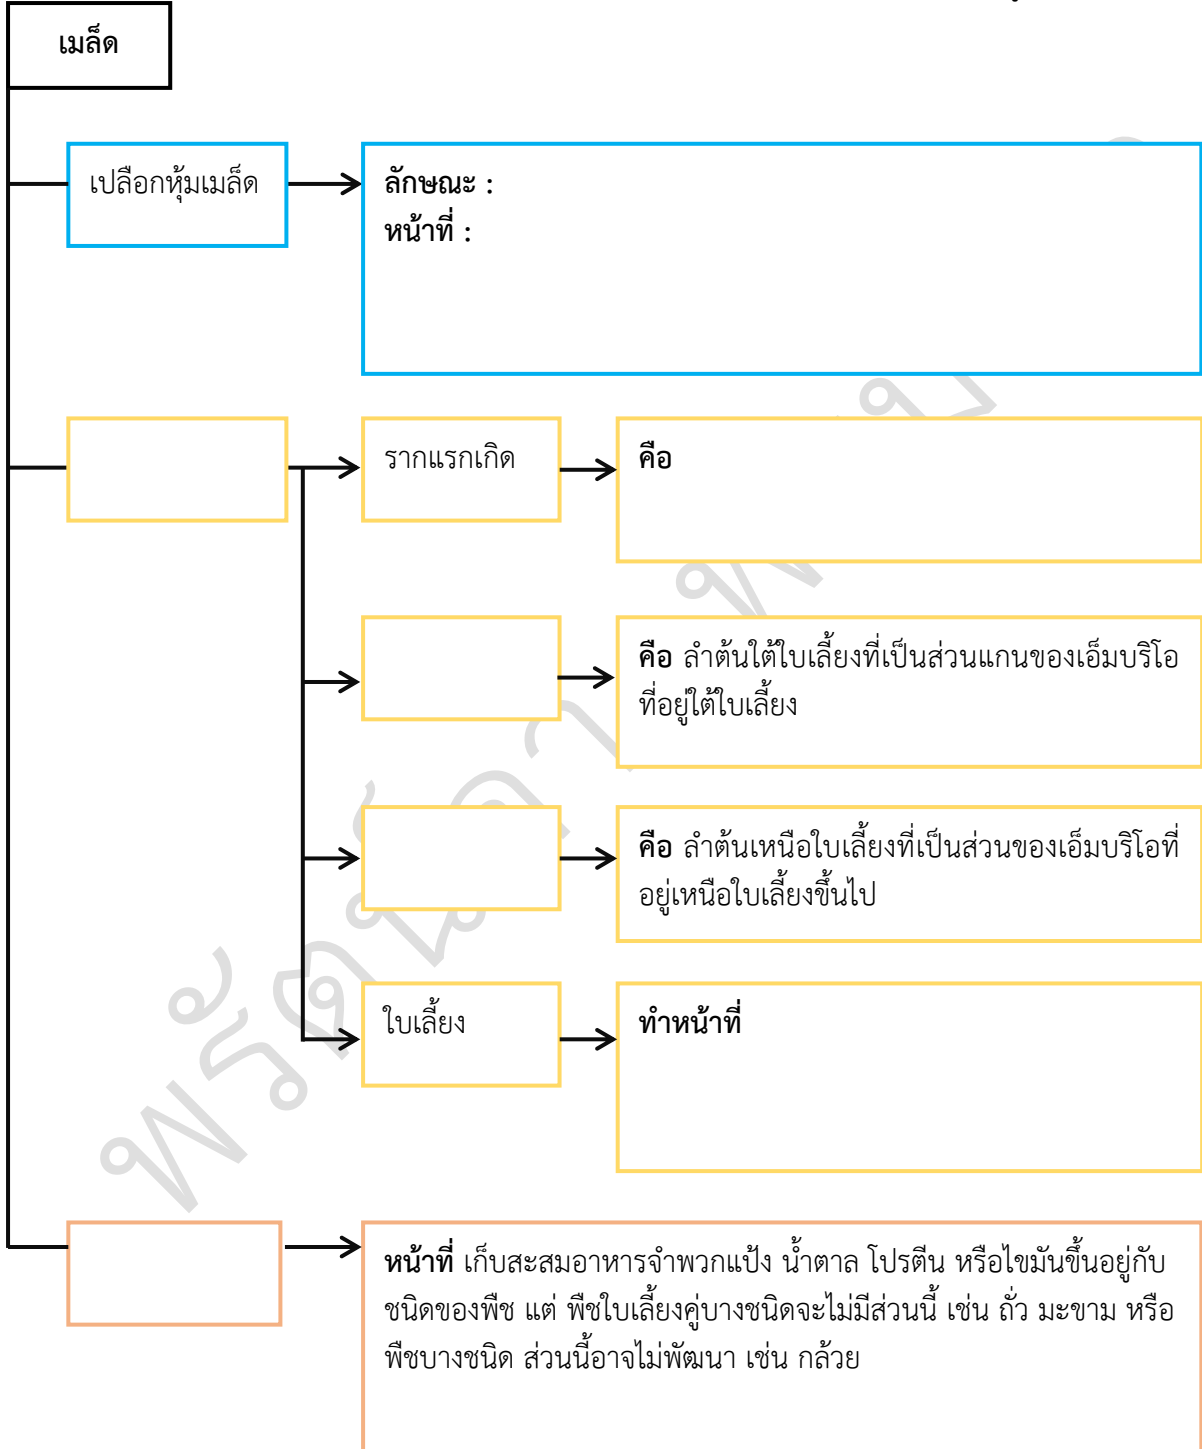 เมล็ด
เปลือกหุ้มเมล็ด
ลักษณะ :
หน้าที่ :
รากแรกเกิด
คือ
คือ ลำต้นใต้ใบเลี้ยงที่เป็นส่วนแกนของเอ็มบริโอ
ที่อยู่ใต้ใบเลี้ยง
คือ ลำต้นเหนือใบเลี้ยงที่เป็นส่วนของเอ็มบริโอที่
อยู่เหนือใบเลี้ยงขึ้นไป
ใบเลี้ยง
ทำหน้าที่
หน้าที่ เก็บสะสมอาหารจำพวกแป้ง น้ำตาล โปรตีน หรือไขมันขึ้นอยู่กับ
ชนิดของพืช แต่ พืชใบเลี้ยงคู่บางชนิดจะไม่มีส่วนนี้ เช่น ถั่ว มะขาม หรือ
พืชบางชนิด ส่วนนี้อาจไม่พัฒนา เช่น กล้วย